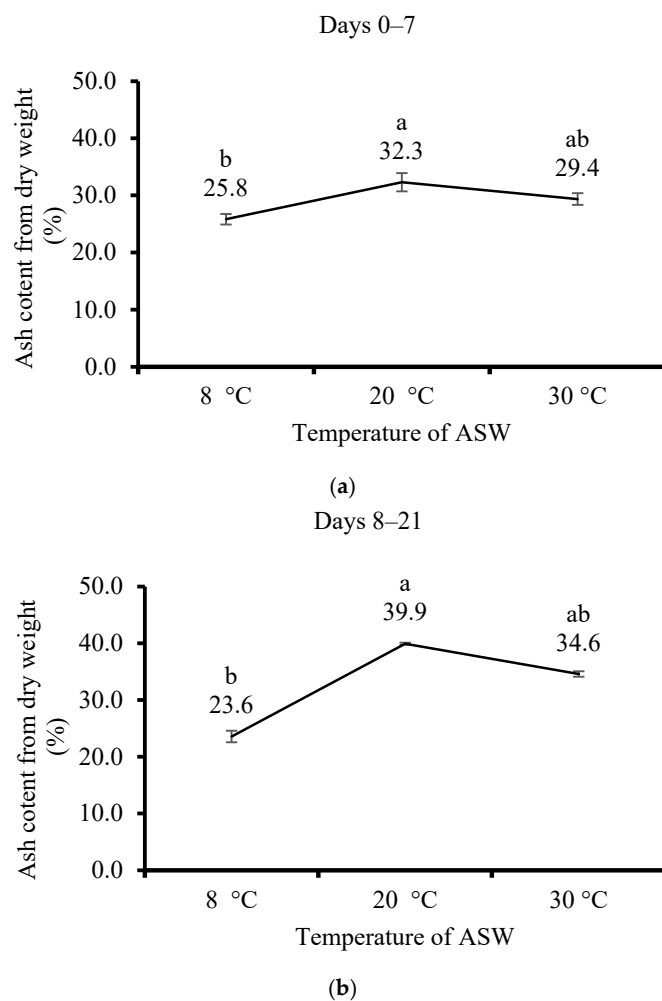 Days 0–7
Ash cotent from dry weight
(%)
50.0
40.0
30.0
20.0
10.0
0.0
b
25.8
a
32.3
ab
29.4
8 °C
20 °C
30 °C
Temperature of ASW
(a)
Days 8–21
Ash cotent from dry weight
(%)
50.0
40.0
30.0
20.0
10.0
0.0
b
23.6
a
39.9
ab
34.6
8 °C
20 °C
30 °C
Temperature of ASW
(b)